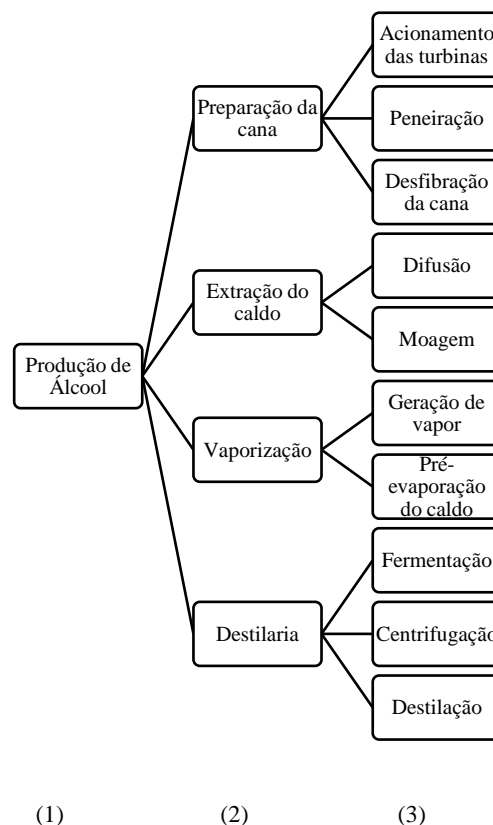 Acionamento
das turbinas
Preparação da
cana
Peneiração
Desfibração
da cana
Difusão
Extração do
caldo
Moagem
Produção de
Álcool
Geração de
vapor
Vaporização
Pré-
evaporação
do caldo
Fermentação
Destilaria
Centrifugação
Destilação
(1)
(2)
(3)